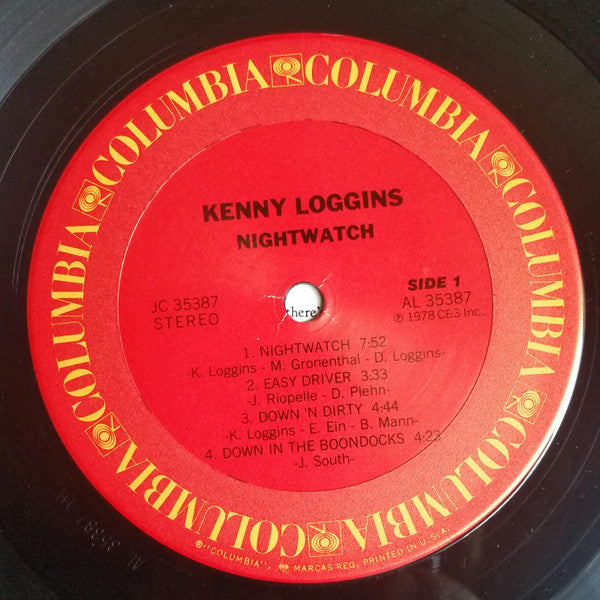 COLUMBIA COLUMBIA COLUMBIA COLUMBIA COLUMBIA COLUMBIA
KENNY LOGGINS
NIGHTWATCH
JC 35387
STEREO
SIDE 1
AL 35387
℗ 1978 CBS Inc.
here
1. NIGHTWATCH 7:52
-K. Loggins - M. Gronenthal - D. Loggins-
2. EASY DRIVER 3:33
-J. Riopelle - D. Plehn-
3. DOWN 'N DIRTY 4:44
-K. Loggins - E. Ein - B. Mann-
4. DOWN IN THE BOONDOCKS 4:23
-J. South-
®"COLUMBIA", MARCAS REG. PRINTED IN U.S.A.